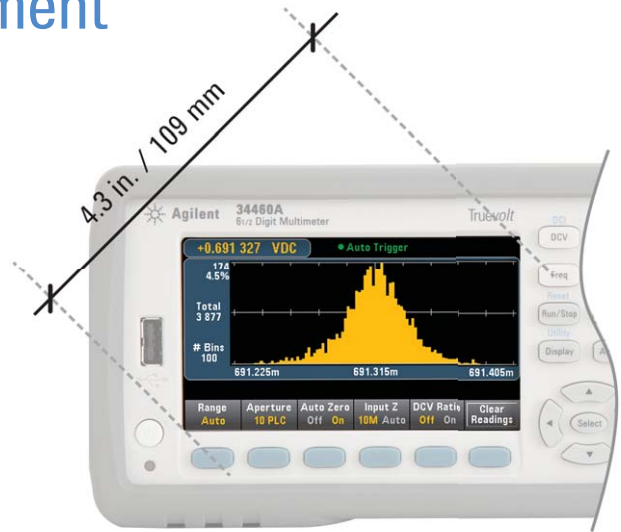 ment
4.3 in. / 109 mm
Agilent 34460A
6 1/2 Digit Multimeter
Truevolt
+0.691 327 VDC
Auto Trigger
174
4.5%
Total
3 877
# Bins
100
691.225m 691.315m 691.405m
Range Aperture Auto Zero Input Z DCV Ratio Clear
Auto 10 PLC Off On 10M Auto Off On Readings
DCI
DCV
Freq
Reset
Run/Stop
Utility
Display A
Select